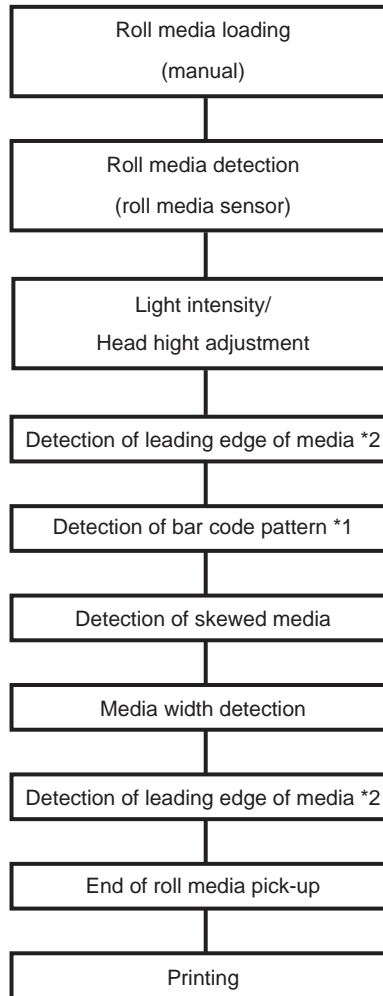 Roll media loading
(manual)
Roll media detection
(roll media sensor)
Light intensity/
Head hight adjustment
Detection of leading edge of media *2
Detection of bar code pattern *1
Detection of skewed media
Media width detection
Detection of leading edge of media *2
End of roll media pick-up
Printing